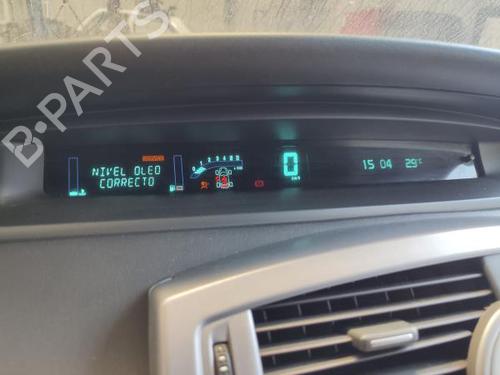 B-PARTS
NIVEL OLEO
CORRECTO
0
15 04 29°C